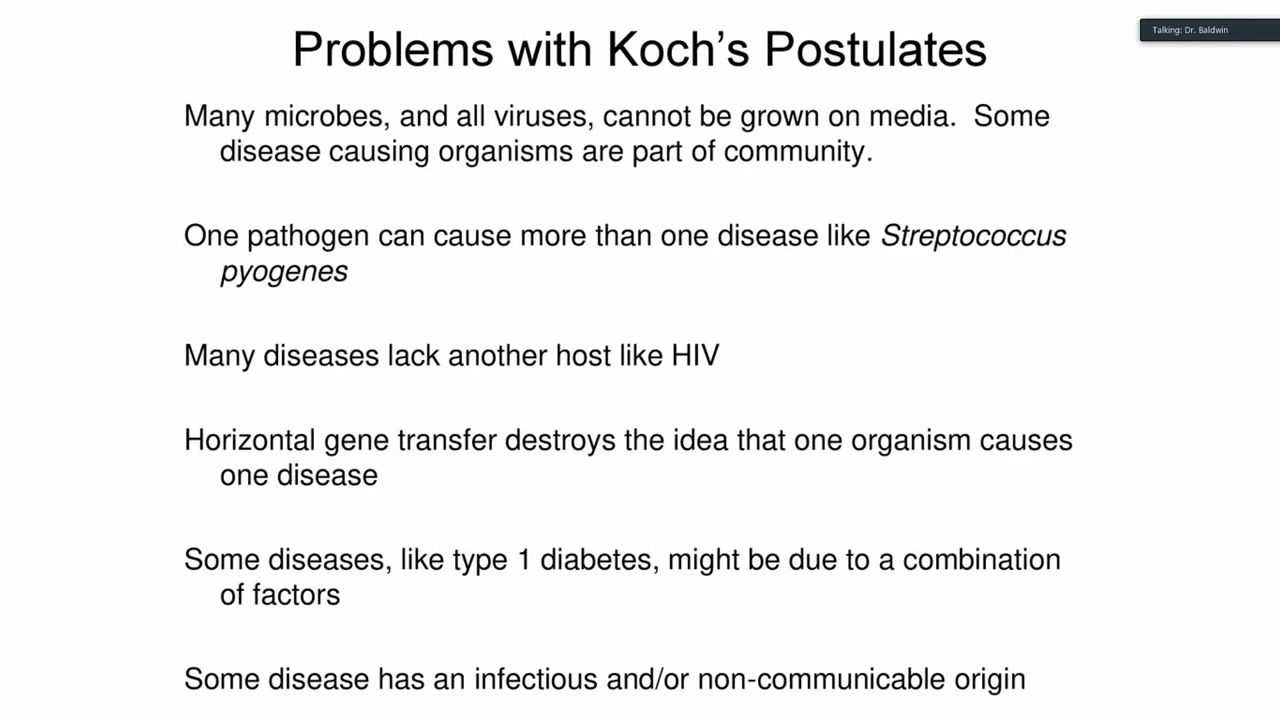 Problems with Koch's Postulates
Talking: Dr. Baldwin
Many microbes, and all viruses, cannot be grown on media. Some
disease causing organisms are part of community.
One pathogen can cause more than one disease like Streptococcus
pyogenes
Many diseases lack another host like HIV
Horizontal gene transfer destroys the idea that one organism causes
one disease
Some diseases, like type 1 diabetes, might be due to a combination
of factors
Some disease has an infectious and/or non-communicable origin